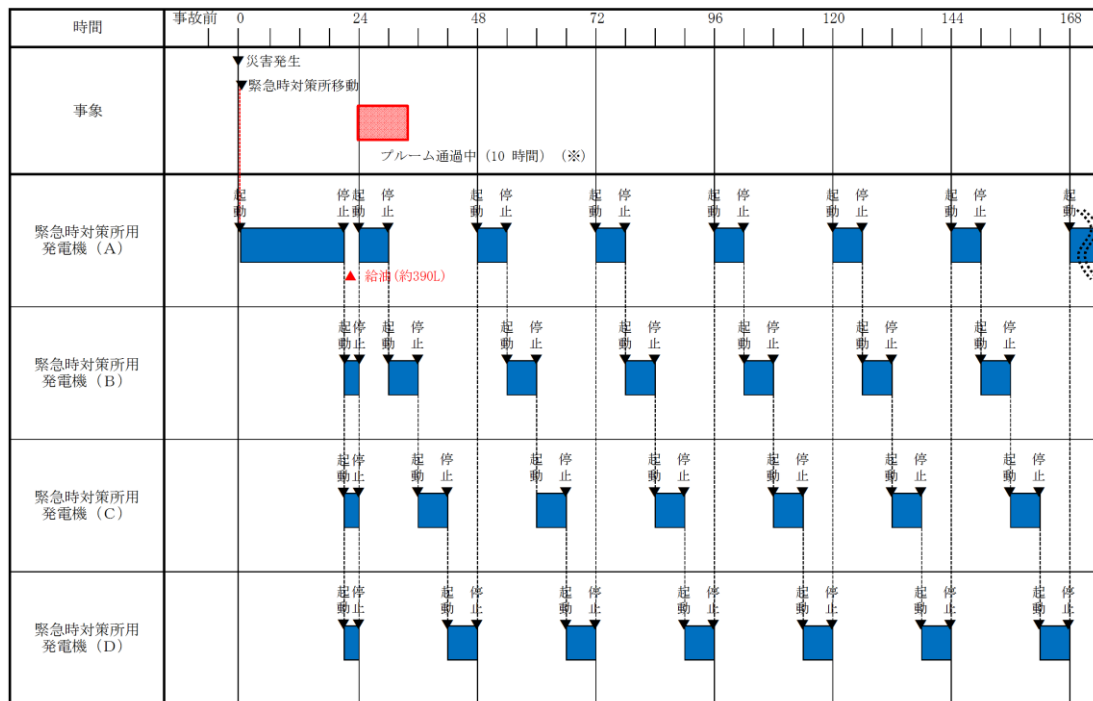 時間
事故前 0 24 48 72 96 120 144 168
事象
▼災害発生
▼緊急時対策所移動
プルーム通過中（10 時間）（※）
緊急時対策所用
発電機（A）
起動 停止 起動 停止 起動 停止 起動 停止 起動 停止 起動 停止 起動 停止 起動
▲ 給油(約390L)
緊急時対策所用
発電機（B）
起動 停止 起動 停止 起動 停止 起動 停止 起動 停止 起動 停止 起動 停止
緊急時対策所用
発電機（C）
起動 停止 起動 停止 起動 停止 起動 停止 起動 停止 起動 停止 起動 停止
緊急時対策所用
発電機（D）
起動 停止 起動 停止 起動 停止 起動 停止 起動 停止 起動 停止 起動 停止